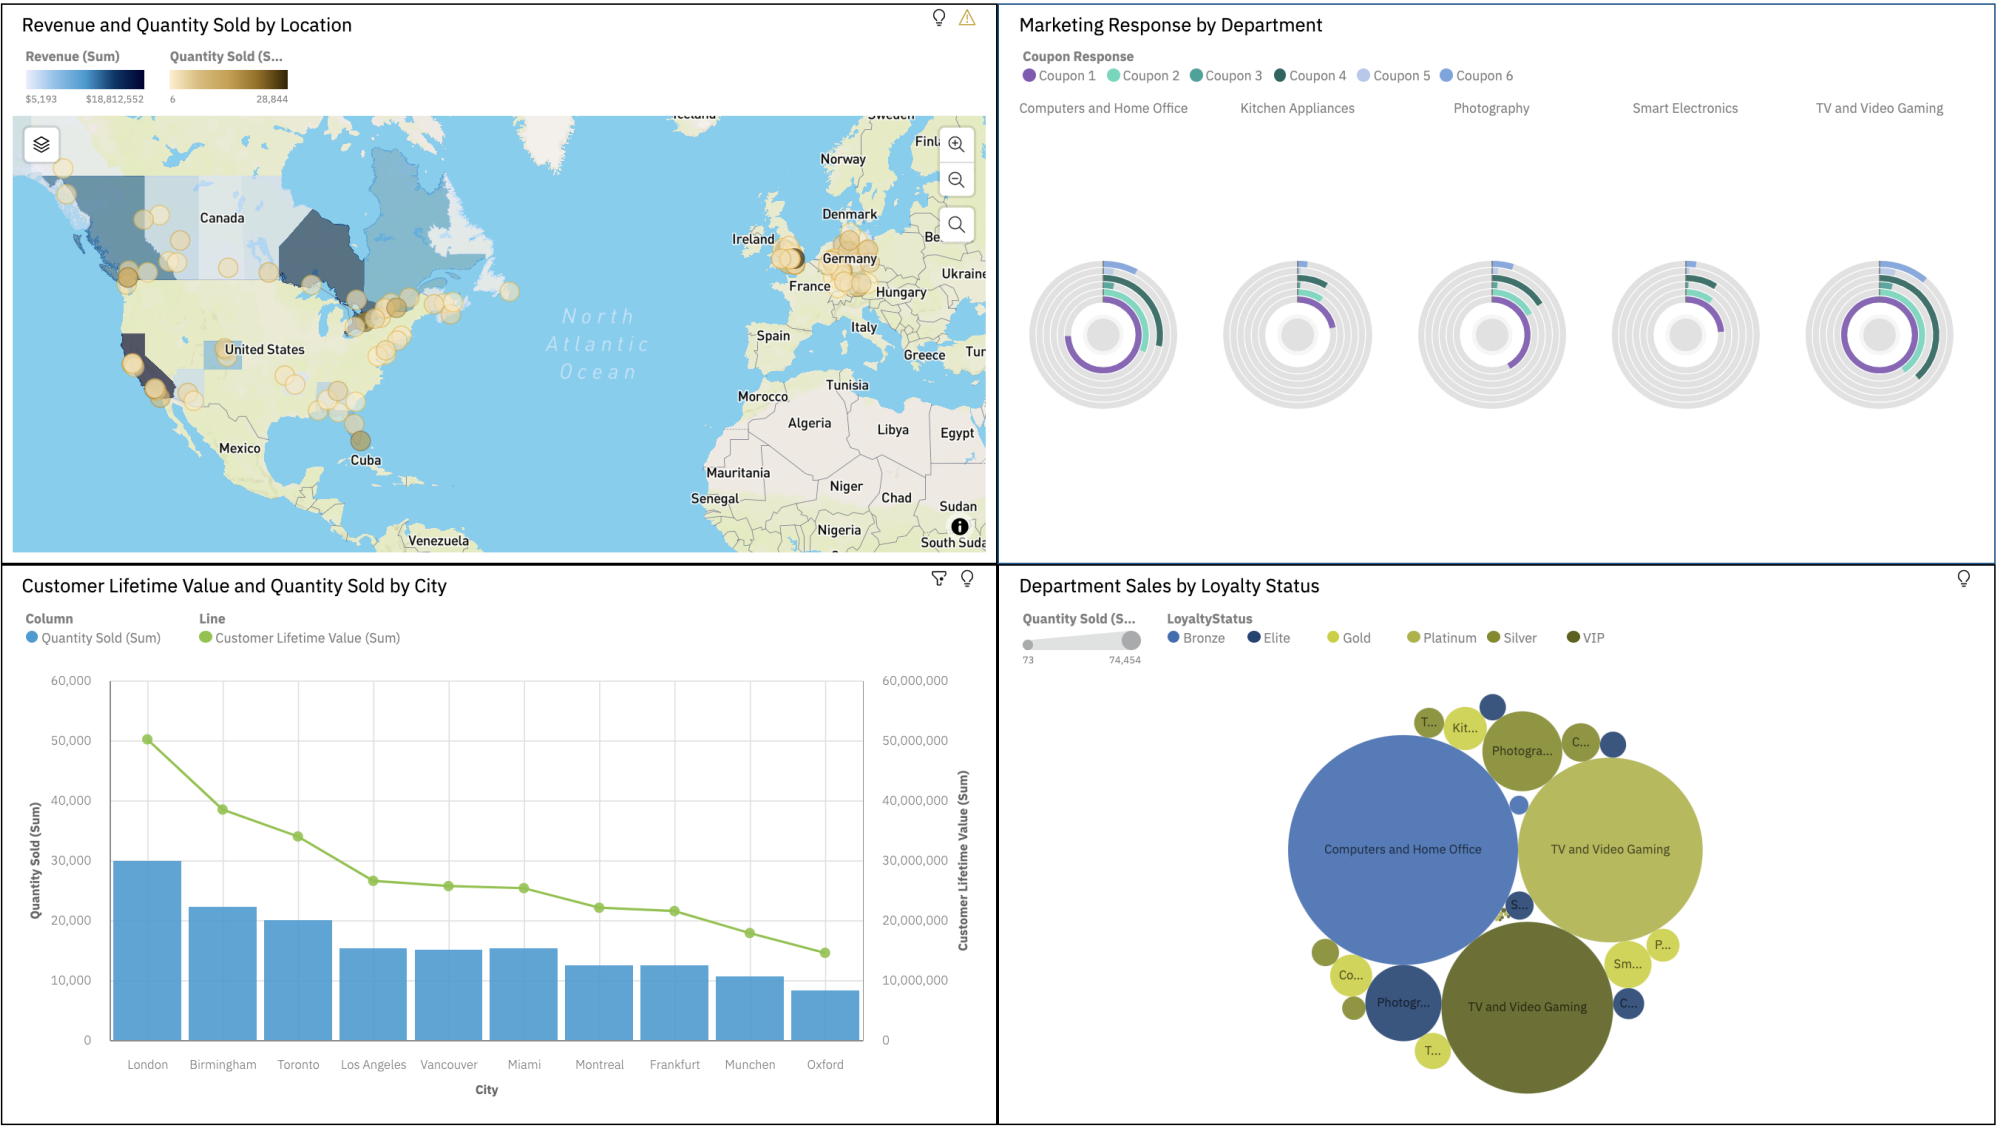 Revenue and Quantity Sold by Location
Revenue (Sum)
Quantity Sold (S...
$5,193
$18,812,552
6
28,844
Iceland
Sweden
Norway
Finl
Canada
Denmark
Ireland
Be
Germany
Ukraine
France
Hungary
North
Atlantic
Ocean
Italy
Spain
United States
Greece
Tur
Tunisia
Morocco
Algeria
Libya
Egypt
Mexico
Cuba
Mauritania
Niger
Chad
Senegal
Sudan
Nigeria
Venezuela
South Suda
Marketing Response by Department
Coupon Response
Coupon 1
Coupon 2
Coupon 3
Coupon 4
Coupon 5
Coupon 6
Computers and Home Office
Kitchen Appliances
Photography
Smart Electronics
TV and Video Gaming
Customer Lifetime Value and Quantity Sold by City
Column
Line
Quantity Sold (Sum)
Customer Lifetime Value (Sum)
60,000
50,000
40,000
30,000
20,000
10,000
0
Quantity Sold (Sum)
60,000,000
50,000,000
40,000,000
30,000,000
20,000,000
10,000,000
0
Customer Lifetime Value (Sum)
London
Birmingham
Toronto
Los Angeles
Vancouver
Miami
Montreal
Frankfurt
Munchen
Oxford
City
Department Sales by Loyalty Status
Quantity Sold (S...
73
74,454
LoyaltyStatus
Bronze
Elite
Gold
Platinum
Silver
VIP
T...
Kit...
Photogra...
C...
Computers and Home Office
TV and Video Gaming
S...
P...
Sm...
Co...
Photogr...
TV and Video Gaming
C...
T...